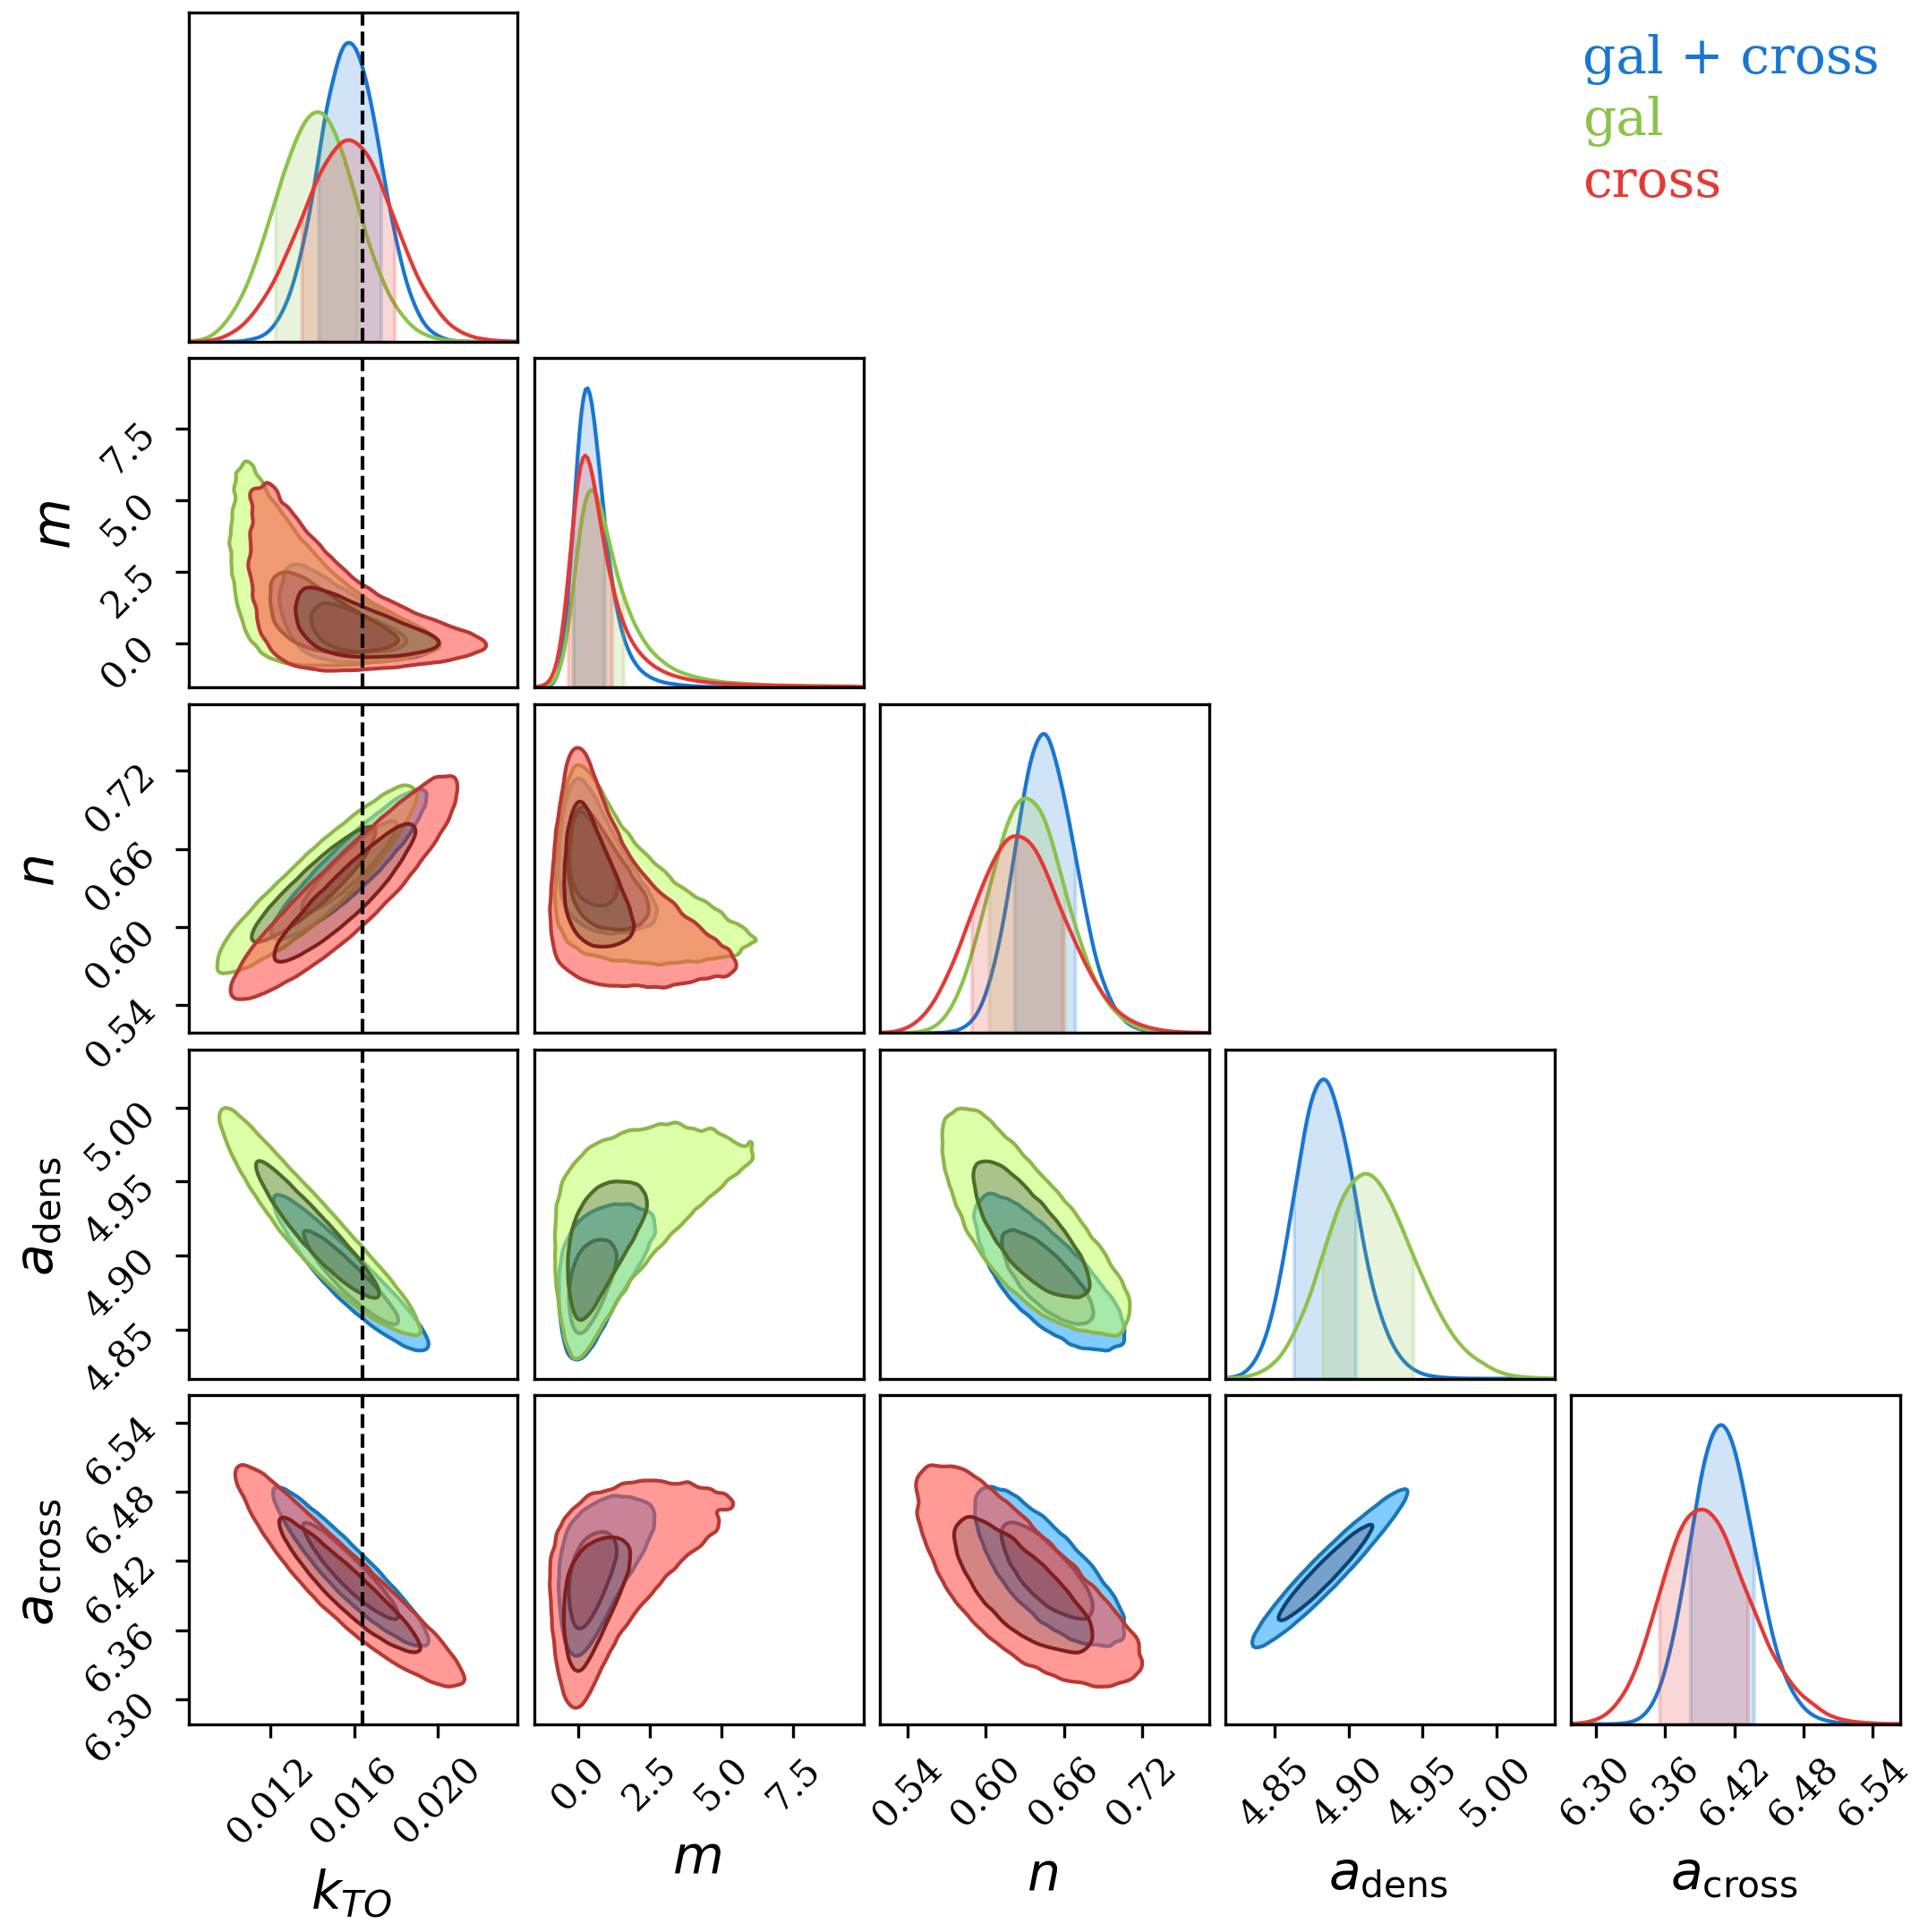 gal + cross
gal
cross
m
7.5
5.0
2.5
0.0
n
0.72
0.66
0.60
0.54
a_dens
5.00
4.95
4.90
4.85
a_cross
6.54
6.48
6.42
6.36
6.30
0.012 0.016 0.020 0.0 2.5 5.0 7.5 0.54 0.60 0.66 0.72 4.85 4.90 4.95 5.00 6.30 6.36 6.42 6.48 6.54
k_TO m n a_dens a_cross